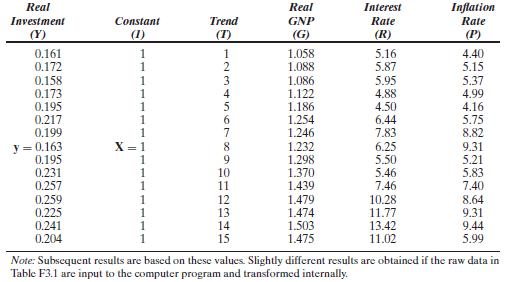 Real Real Interest Inflation
Investment Constant Trend GNP Rate Rate
(Y) (1) (T) (G) (R) (P)
0.161 1 1 1.058 5.16 4.40
0.172 1 2 1.088 5.87 5.15
0.158 1 3 1.086 5.95 5.37
0.173 1 4 1.122 4.88 4.99
0.195 1 5 1.186 4.50 4.16
0.217 1 6 1.254 6.44 5.75
0.199 1 7 1.246 7.83 8.82
y = 0.163 X = 1 8 1.232 6.25 9.31
0.195 1 9 1.298 5.50 5.21
0.231 1 10 1.370 5.46 5.83
0.257 1 11 1.439 7.46 7.40
0.259 1 12 1.479 10.28 8.64
0.225 1 13 1.474 11.77 9.31
0.241 1 14 1.503 13.42 9.44
0.204 1 15 1.475 11.02 5.99
Note: Subsequent results are based on these values. Slightly different results are obtained if the raw data in
Table F3.1 are input to the computer program and transformed internally.